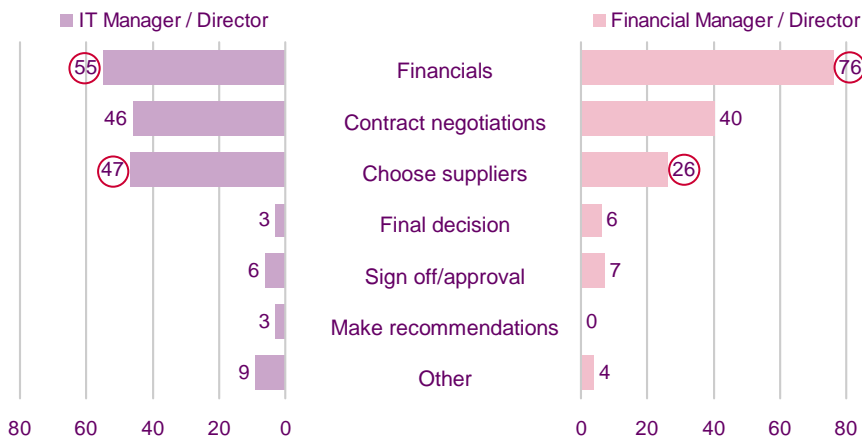 IT Manager / Director Financial Manager / Director
55 Financials 76
46 Contract negotiations 40
47 Choose suppliers 26
3 Final decision 6
6 Sign off/approval 7
3 Make recommendations 0
9 Other 4
80 60 40 20 0 0 20 40 60 80